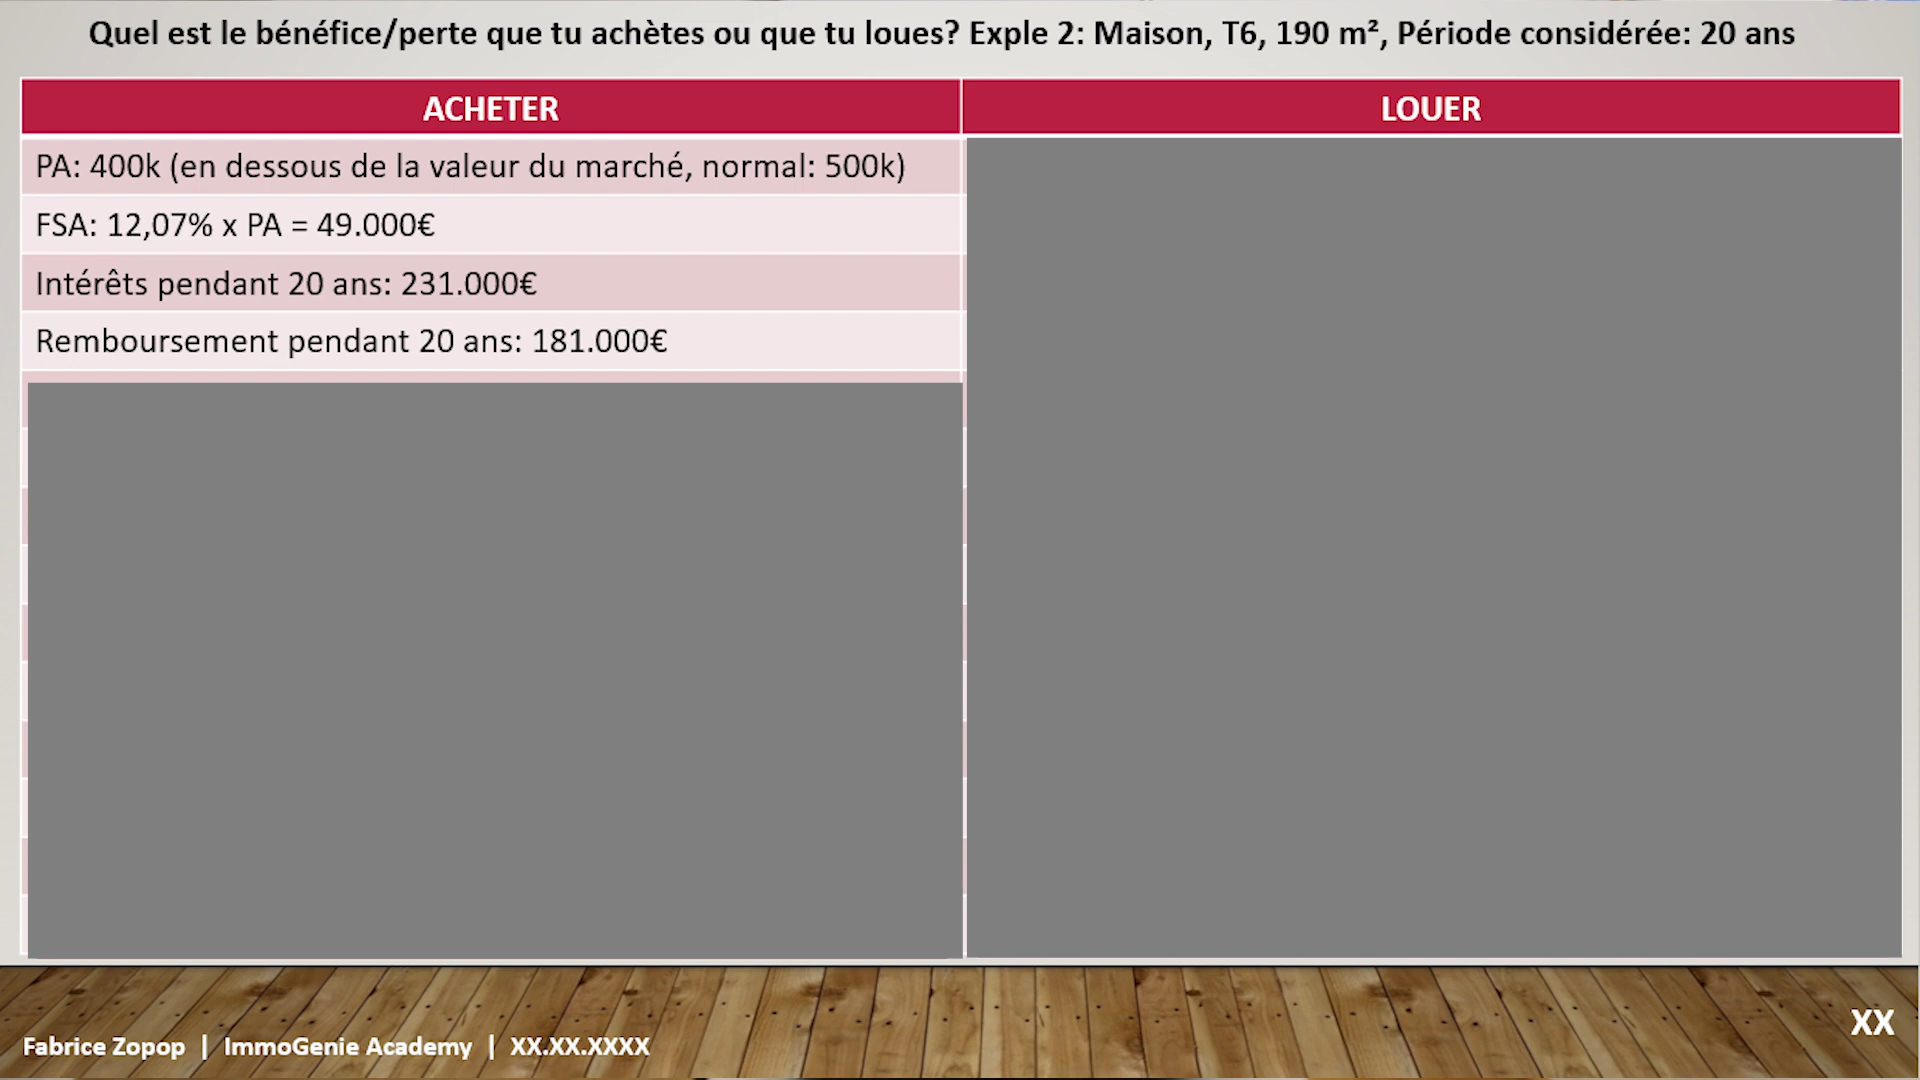 Quel est le bénéfice/perte que tu achètes ou que tu loues? Exple 2: Maison, T6, 190 m², Période considérée: 20 ans
ACHETER
LOUER
PA: 400k (en dessous de la valeur du marché, normal: 500k)
FSA: 12,07% x PA = 49.000€
Intérêts pendant 20 ans: 231.000€
Remboursement pendant 20 ans: 181.000€
XX
Fabrice Zopop | ImmoGenie Academy | XX.XX.XXXX